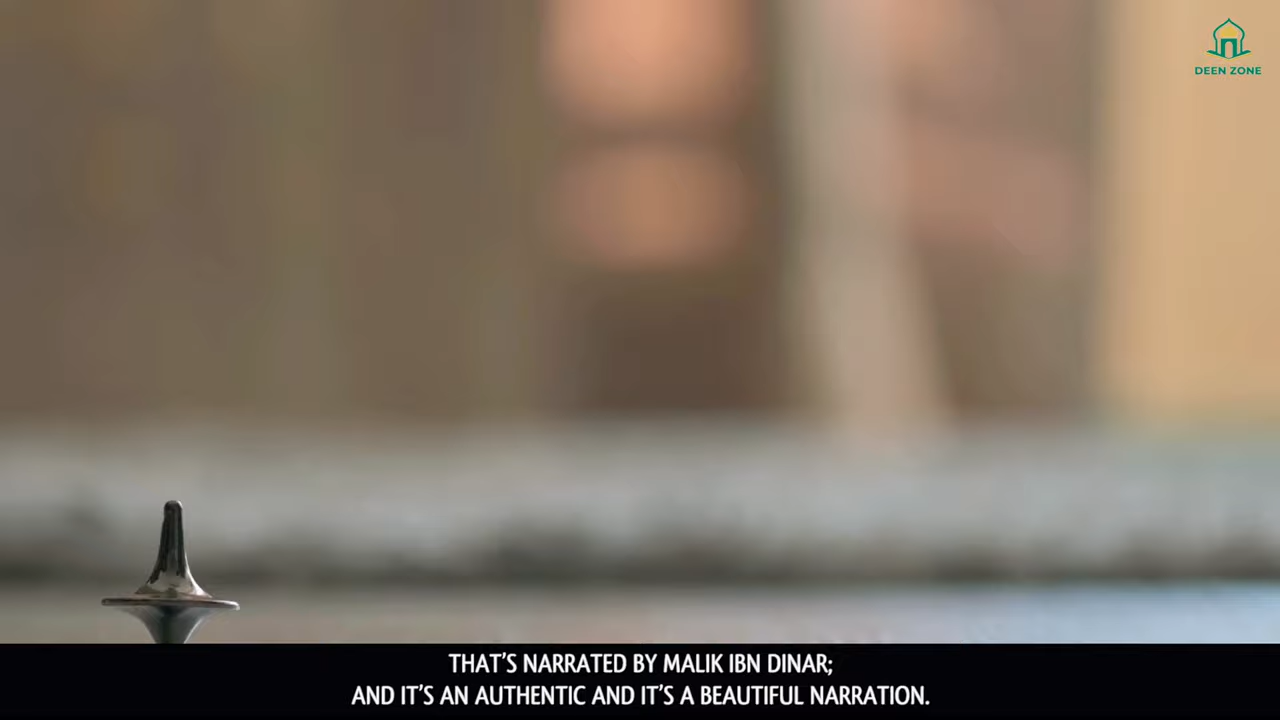 DEEN ZONE
THAT'S NARRATED BY MALIK IBN DINAR;
AND IT'S AN AUTHENTIC AND IT'S A BEAUTIFUL NARRATION.